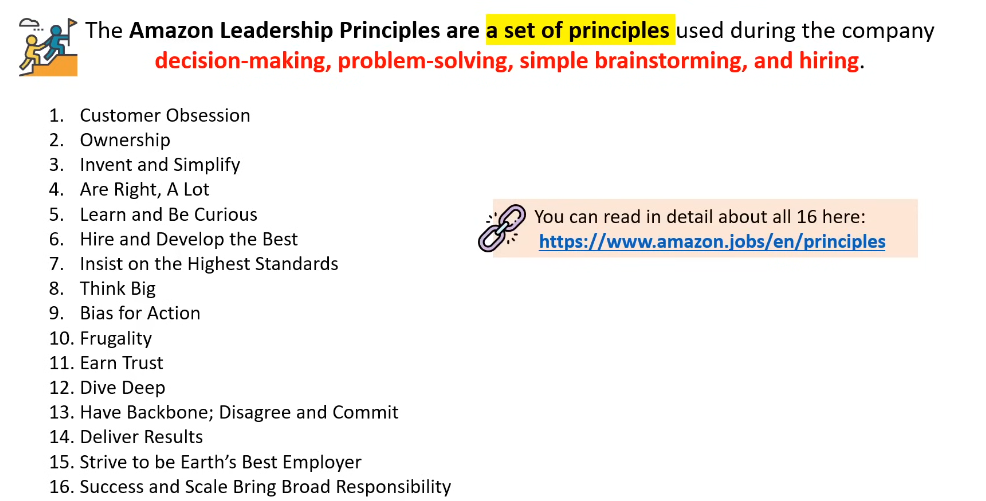 The Amazon Leadership Principles are a set of principles used during the company
decision-making, problem-solving, simple brainstorming, and hiring.
1. Customer Obsession
2. Ownership
3. Invent and Simplify
4. Are Right, A Lot
5. Learn and Be Curious
6. Hire and Develop the Best
7. Insist on the Highest Standards
8. Think Big
9. Bias for Action
10. Frugality
11. Earn Trust
12. Dive Deep
13. Have Backbone; Disagree and Commit
14. Deliver Results
15. Strive to be Earth’s Best Employer
16. Success and Scale Bring Broad Responsibility
You can read in detail about all 16 here:
https://www.amazon.jobs/en/principles